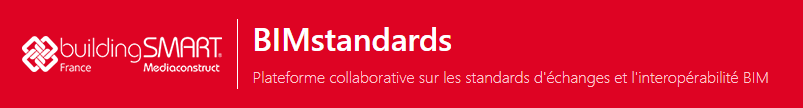 buildingSMART®
France Mediaconstruct
BIMstandards
Plateforme collaborative sur les standards d'échanges et l'interopérabilité BIM